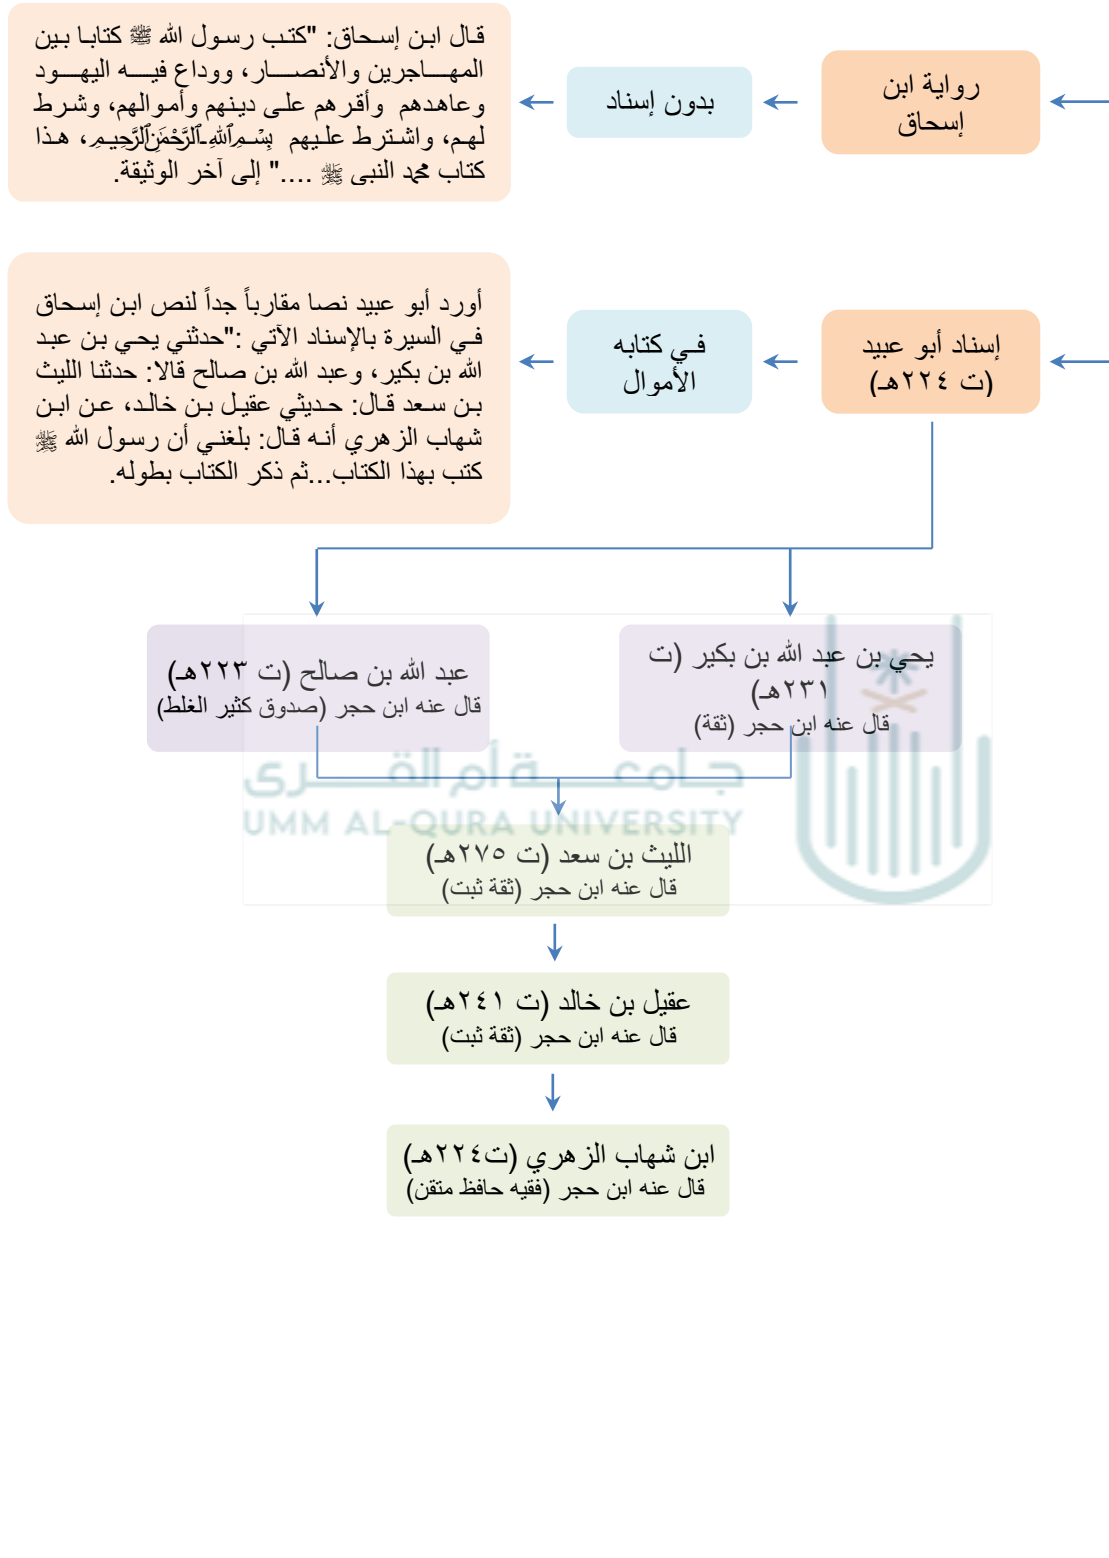 رواية ابن
إسحاق
بدون إسناد
قال ابن إسحاق: "كتب رسول الله ﷺ كتابا بين
المهاجرين والأنصار، ووداع فيه اليهود
وعاهدهم وأقرهم على دينهم وأموالهم، وشرط
لهم، واشترط عليهم بِسْمِ ٱللَّهِ ٱلرَّحْمَٰنِ ٱلرَّحِيمِ، هذا
كتاب محمد النبي ﷺ ...." إلى آخر الوثيقة.
إسناد أبو عبيد
(ت ٢٢٤هـ)
في كتابه
الأموال
أورد أبو عبيد نصا مقارباً جداً لنص ابن إسحاق
في السيرة بالإسناد الآتي :"حدثني يحي بن عبد
الله بن بكير، وعبد الله بن صالح قالا: حدثنا الليث
بن سعد قال: حديثي عقيل بن خالد، عن ابن
شهاب الزهري أنه قال: بلغني أن رسول الله ﷺ
كتب بهذا الكتاب...ثم ذكر الكتاب بطوله.
يحي بن عبد الله بن بكير (ت
٢٣١هـ)
قال عنه ابن حجر (ثقة)
عبد الله بن صالح (ت ٢٢٣هـ)
قال عنه ابن حجر (صدوق كثير الغلط)
جامعة أم القرى
UMM AL-QURA UNIVERSITY
الليث بن سعد (ت ٢٧٥هـ)
قال عنه ابن حجر (ثقة ثبت)
عقيل بن خالد (ت ٢٤١هـ)
قال عنه ابن حجر (ثقة ثبت)
ابن شهاب الزهري (ت٢٢٤هـ)
قال عنه ابن حجر (فقيه حافظ متقن)